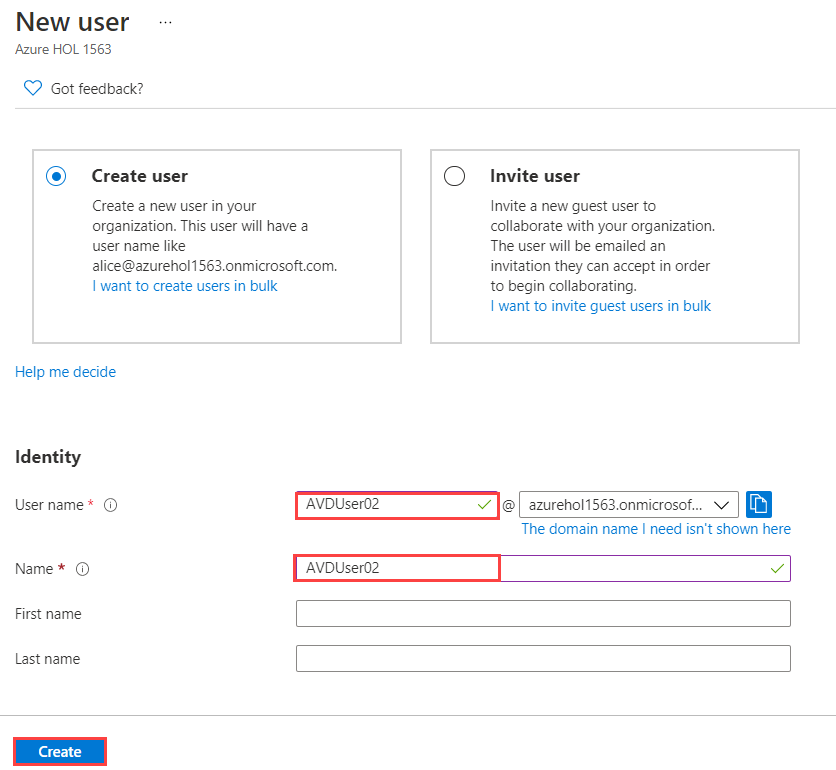 New user ...
Azure HOL 1563
Got feedback?
Create user
Create a new user in your
organization. This user will have a
user name like
alice@azurehol1563.onmicrosoft.com.
I want to create users in bulk
Invite user
Invite a new guest user to
collaborate with your organization.
The user will be emailed an
invitation they can accept in order
to begin collaborating.
I want to invite guest users in bulk
Help me decide
Identity
User name * AVDUser02 @ azurehol1563.onmicrosof...
The domain name I need isn't shown here
Name * AVDUser02
First name
Last name
Create